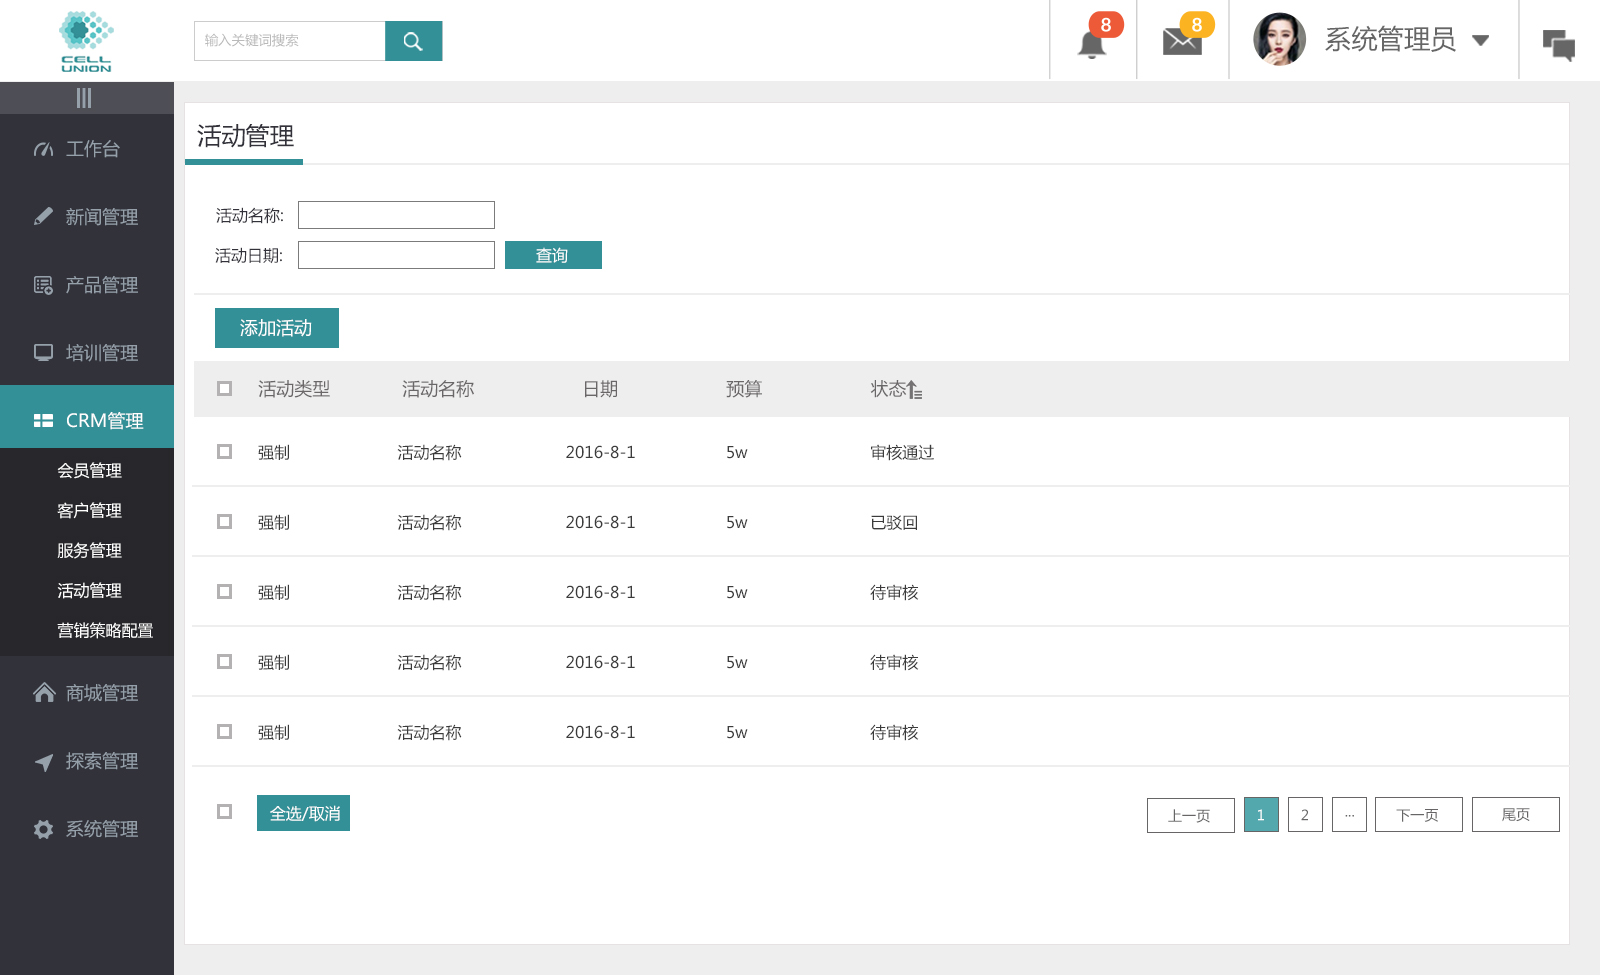 CELL
UNION
输入关键词搜索
8
8
系统管理员
工作台
新闻管理
产品管理
培训管理
CRM管理
会员管理
客户管理
服务管理
活动管理
营销策略配置
商城管理
探索管理
系统管理
活动管理
活动名称:
活动日期: 查询
添加活动
活动类型 活动名称 日期 预算 状态
强制 活动名称 2016-8-1 5w 审核通过
强制 活动名称 2016-8-1 5w 已驳回
强制 活动名称 2016-8-1 5w 待审核
强制 活动名称 2016-8-1 5w 待审核
强制 活动名称 2016-8-1 5w 待审核
全选/取消 上一页 1 2 ... 下一页 尾页